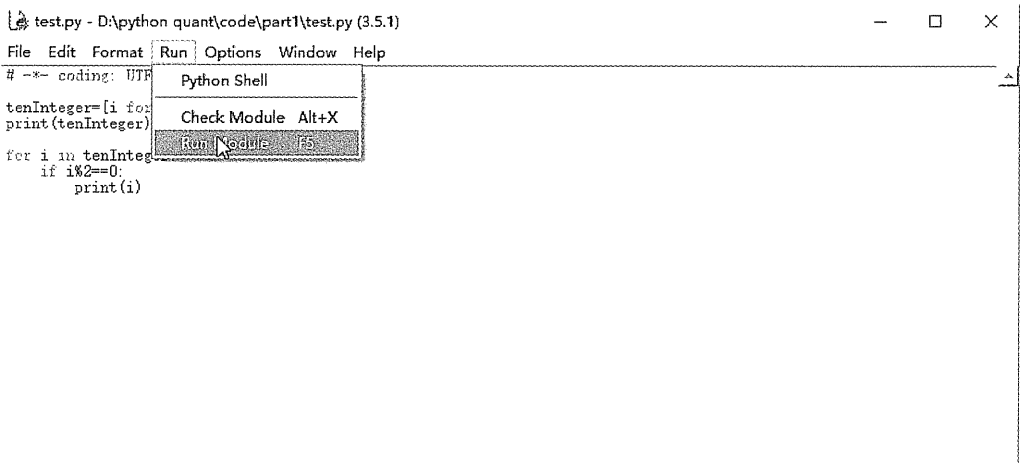 test.py - D:\python quant\code\part1\test.py (3.5.1)
File Edit Format Run Options Window Help
# -*- coding: UTF
Python Shell
tenInteger=[i for
Check Module Alt+X
print(tenInteger)
Run Module F5
for i in tenInteg
if i%2==0:
print(i)